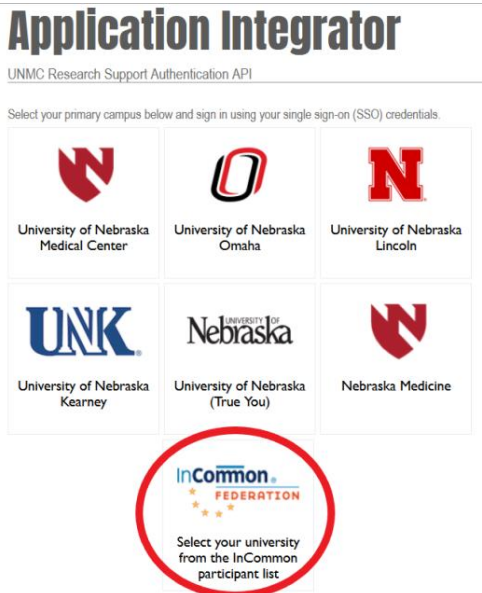 Application Integrator
UNMC Research Support Authentication API
Select your primary campus below and sign in using your single sign-on (SSO) credentials.
University of Nebraska
Medical Center
O
University of Nebraska
Omaha
N
University of Nebraska
Lincoln
UNK
University of Nebraska
Kearney
UNIVERSITY OF
Nebraska
University of Nebraska
(True You)
N
Nebraska Medicine
InCommon®
FEDERATION
Select your university
from the InCommon
participant list